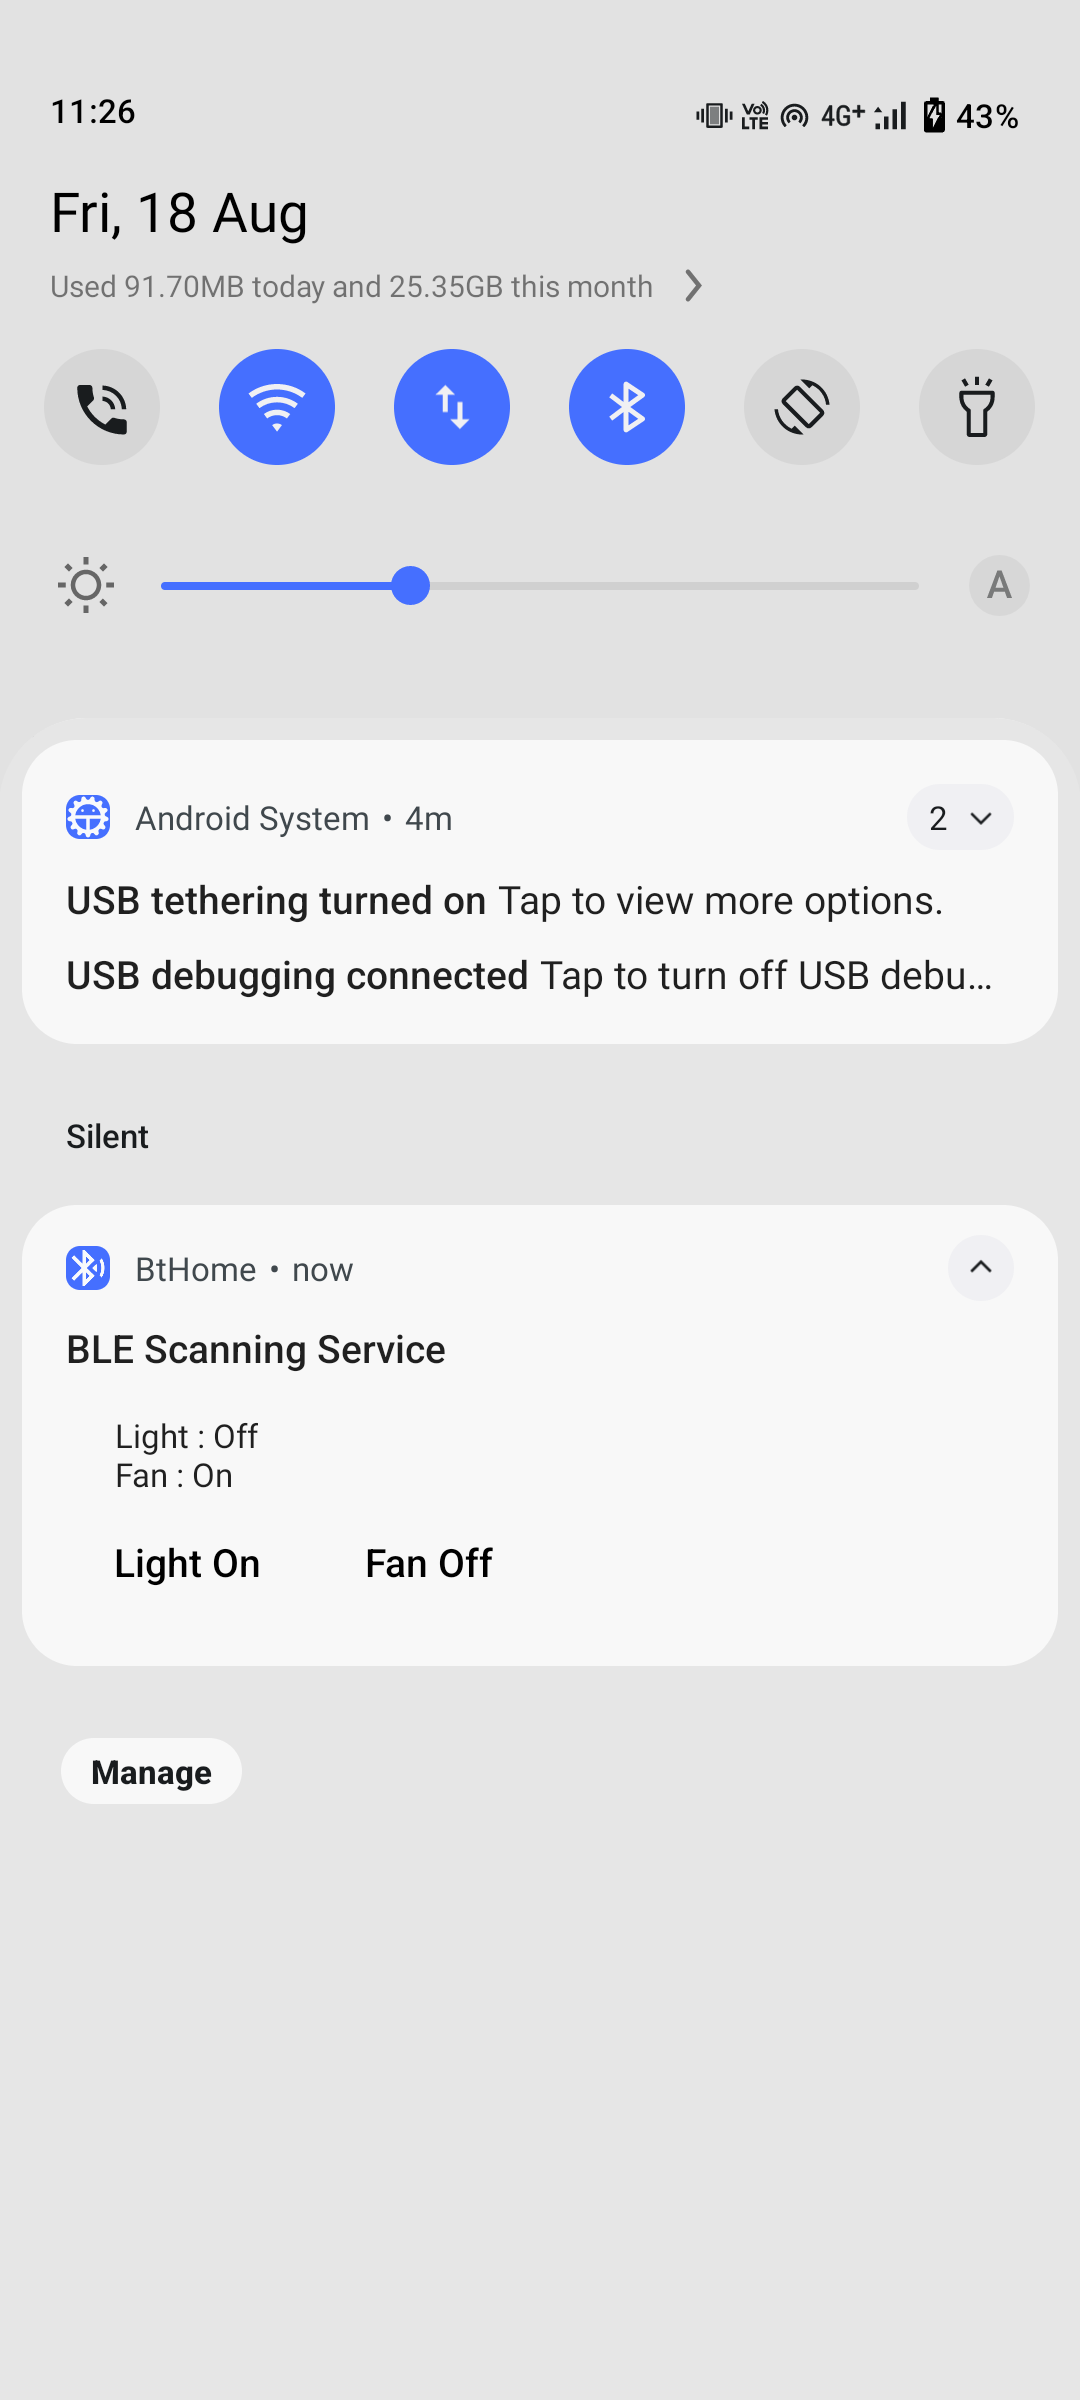 11:26
Vo) LTE 4G+ 43%
Fri, 18 Aug
Used 91.70MB today and 25.35GB this month
A
Android System • 4m
2
USB tethering turned on Tap to view more options.
USB debugging connected Tap to turn off USB debu...
Silent
BtHome • now
BLE Scanning Service
Light : Off
Fan : On
Light On Fan Off
Manage